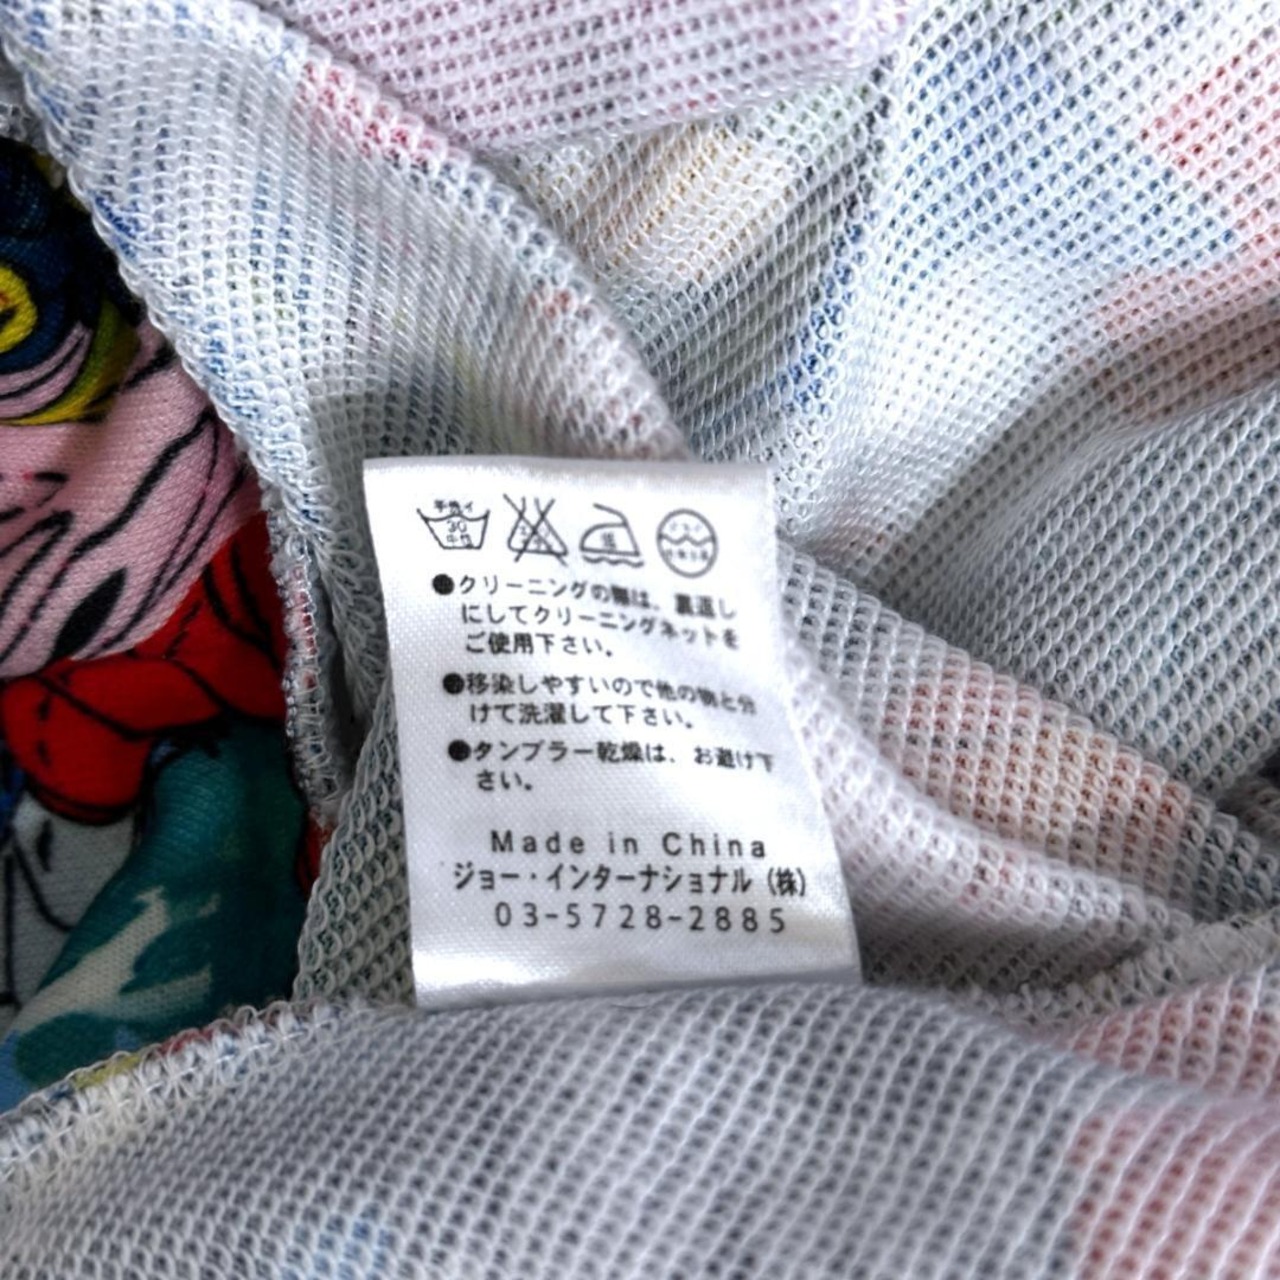 手洗イ
30
中性
●クリーニングの際は、裏返し
にしてクリーニングネットを
ご使用下さい。
●移染しやすいので他の物と分
けて洗濯して下さい。
●タンブラー乾燥は、お避け下
さい。
Made in China
ジョー・インターナショナル（株）
03-5728-2885